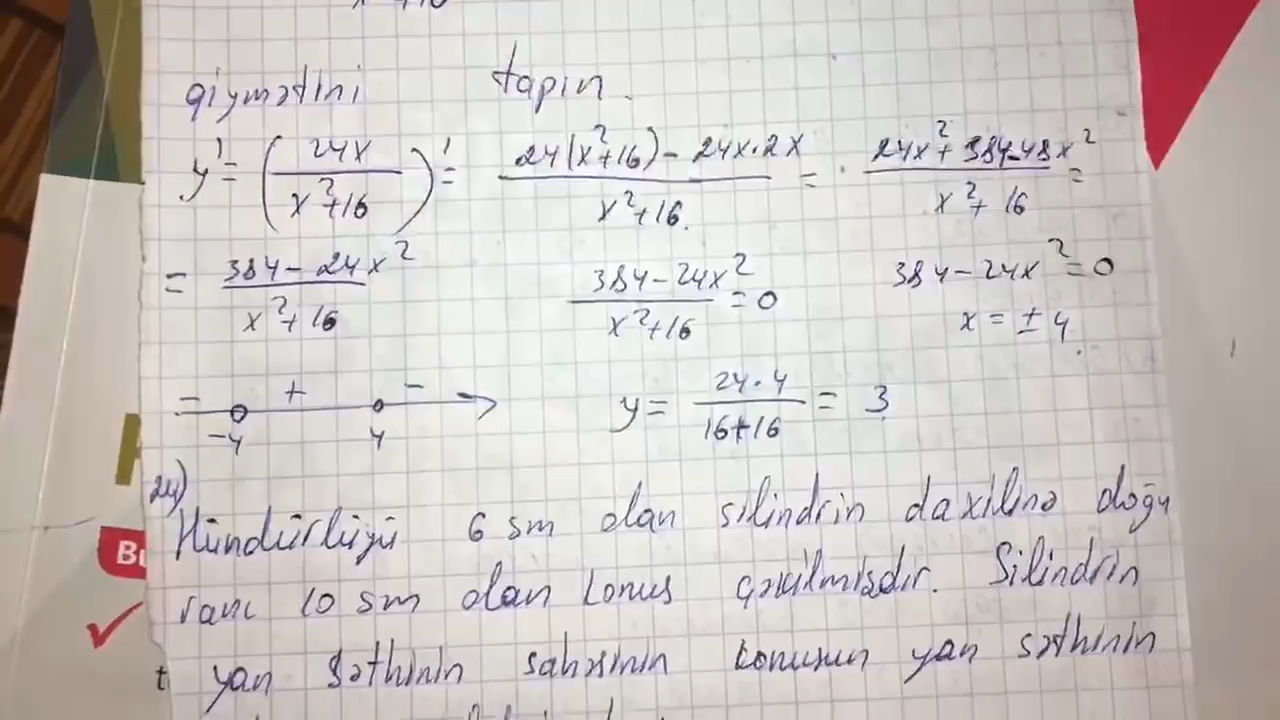 qiymətini tapın.
y' = (24x / x²+16)' = 24(x²+16) - 24x·2x / x²+16 = 24x²+384-48x² / x²+16 =
= 384-24x² / x²+16    384-24x² / x²+16 = 0    384-24x² = 0
x = ±4
- + -
-4 4
y = 24·4 / 16+16 = 3
24)
Hündürlüyü 6 sm olan silindrin daxilinə doğu
ranı 10 sm olan konus çəkilmişdir. Silindrin
yan səthinin sahəsinin konusun yan səthinin
Bu